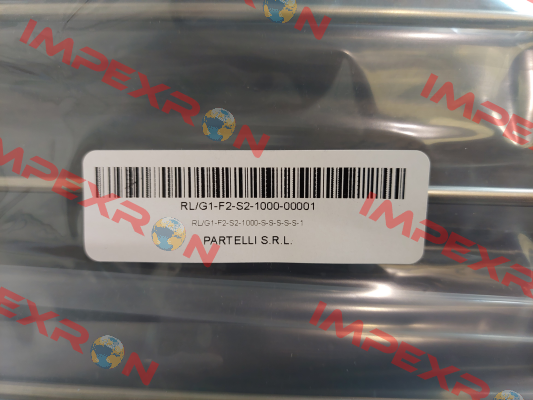 IMPEXRON
IMPEXRON
IMPEXRON
RL/G1-F2-S2-1000-00001
RL/G1-F2-S2-1000-S-S-S-S-S-1
PARTELLI S.R.L.
IMPEXRON
IMPEXRON